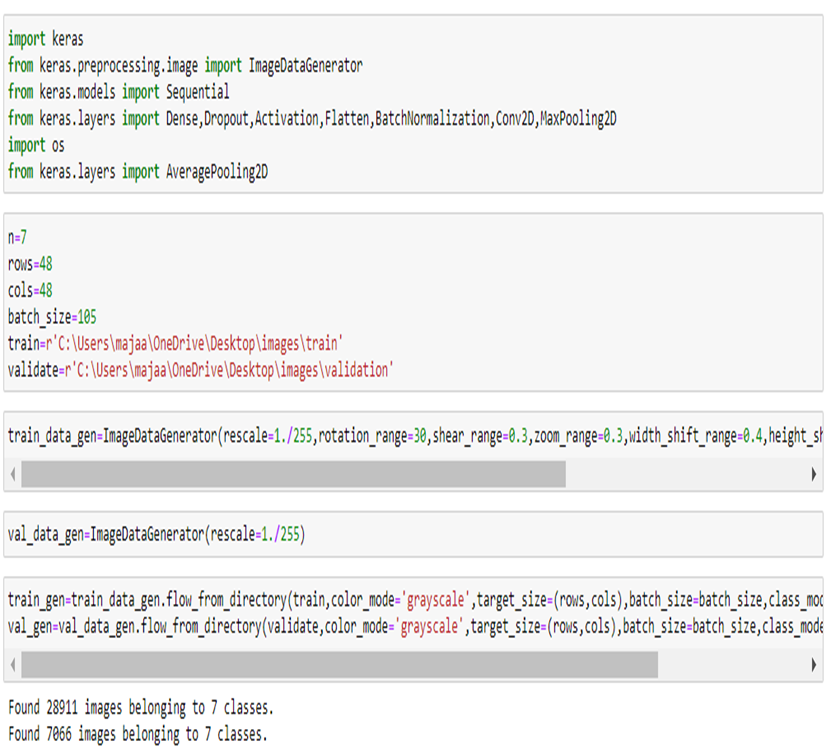 import keras
from keras.preprocessing.image import ImageDataGenerator
from keras.models import Sequential
from keras.layers import Dense,Dropout,Activation,Flatten,BatchNormalization,Conv2D,MaxPooling2D
import os
from keras.layers import AveragePooling2D
n=7
rows=48
cols=48
batch_size=105
train=r'C:\Users\majaa\OneDrive\Desktop\images\train'
validate=r'C:\Users\majaa\OneDrive\Desktop\images\validation'
train_data_gen=ImageDataGenerator(rescale=1./255,rotation_range=30,shear_range=0.3,zoom_range=0.3,width_shift_range=0.4,height_sh
val_data_gen=ImageDataGenerator(rescale=1./255)
train_gen=train_data_gen.flow_from_directory(train,color_mode='grayscale',target_size=(rows,cols),batch_size=batch_size,class_mod
val_gen=val_data_gen.flow_from_directory(validate,color_mode='grayscale',target_size=(rows,cols),batch_size=batch_size,class_mode
Found 28911 images belonging to 7 classes.
Found 7066 images belonging to 7 classes.